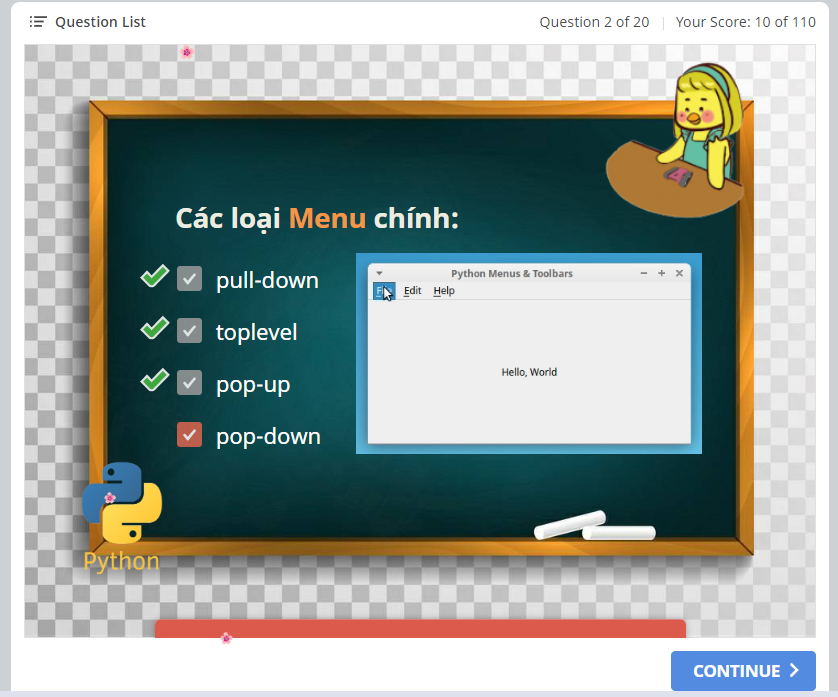 Question List
Question 2 of 20
Your Score: 10 of 110
Các loại Menu chính:
pull-down
toplevel
pop-up
pop-down
Python Menus & Toolbars
Edit
Help
Hello, World
Python
CONTINUE